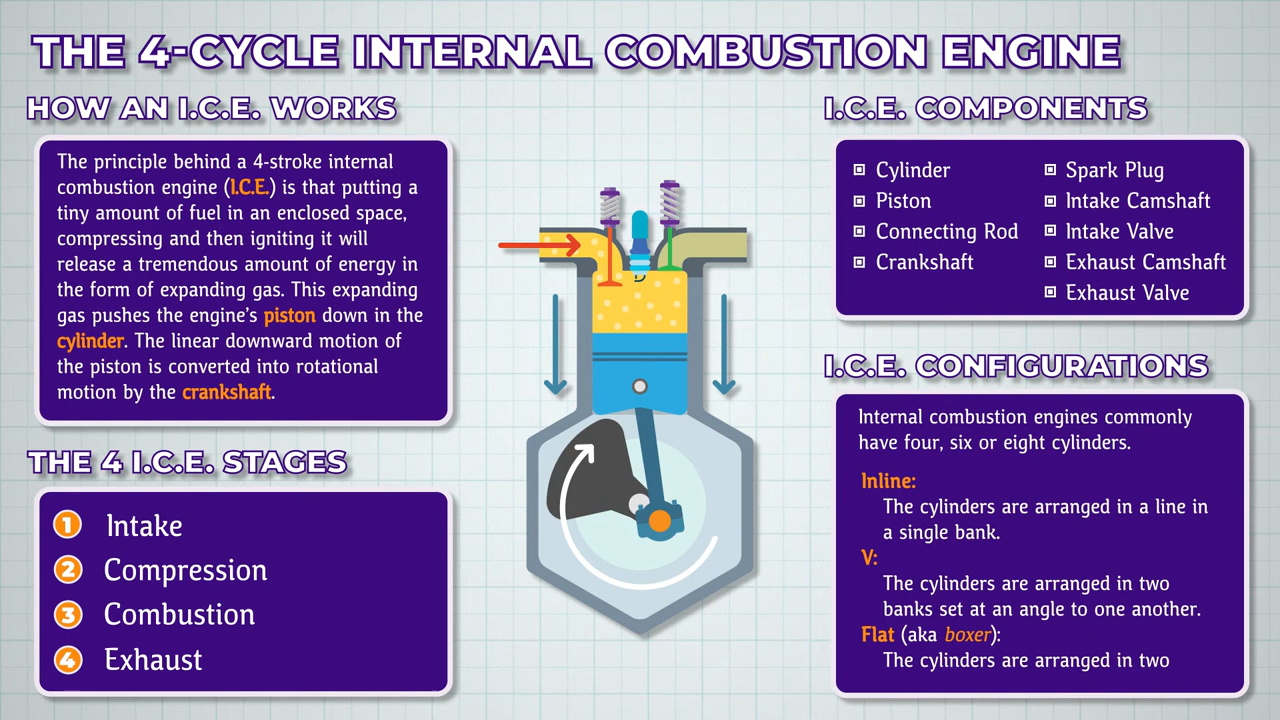 THE 4-CYCLE INTERNAL COMBUSTION ENGINE
HOW AN I.C.E. WORKS
The principle behind a 4-stroke internal
combustion engine (I.C.E.) is that putting a
tiny amount of fuel in an enclosed space,
compressing and then igniting it will
release a tremendous amount of energy in
the form of expanding gas. This expanding
gas pushes the engine's piston down in the
cylinder. The linear downward motion of
the piston is converted into rotational
motion by the crankshaft.
THE 4 I.C.E. STAGES
1 Intake
2 Compression
3 Combustion
4 Exhaust
I.C.E. COMPONENTS
Cylinder
Piston
Connecting Rod
Crankshaft
Spark Plug
Intake Camshaft
Intake Valve
Exhaust Camshaft
Exhaust Valve
I.C.E. CONFIGURATIONS
Internal combustion engines commonly
have four, six or eight cylinders.
Inline:
The cylinders are arranged in a line in
a single bank.
V:
The cylinders are arranged in two
banks set at an angle to one another.
Flat (aka boxer):
The cylinders are arranged in two